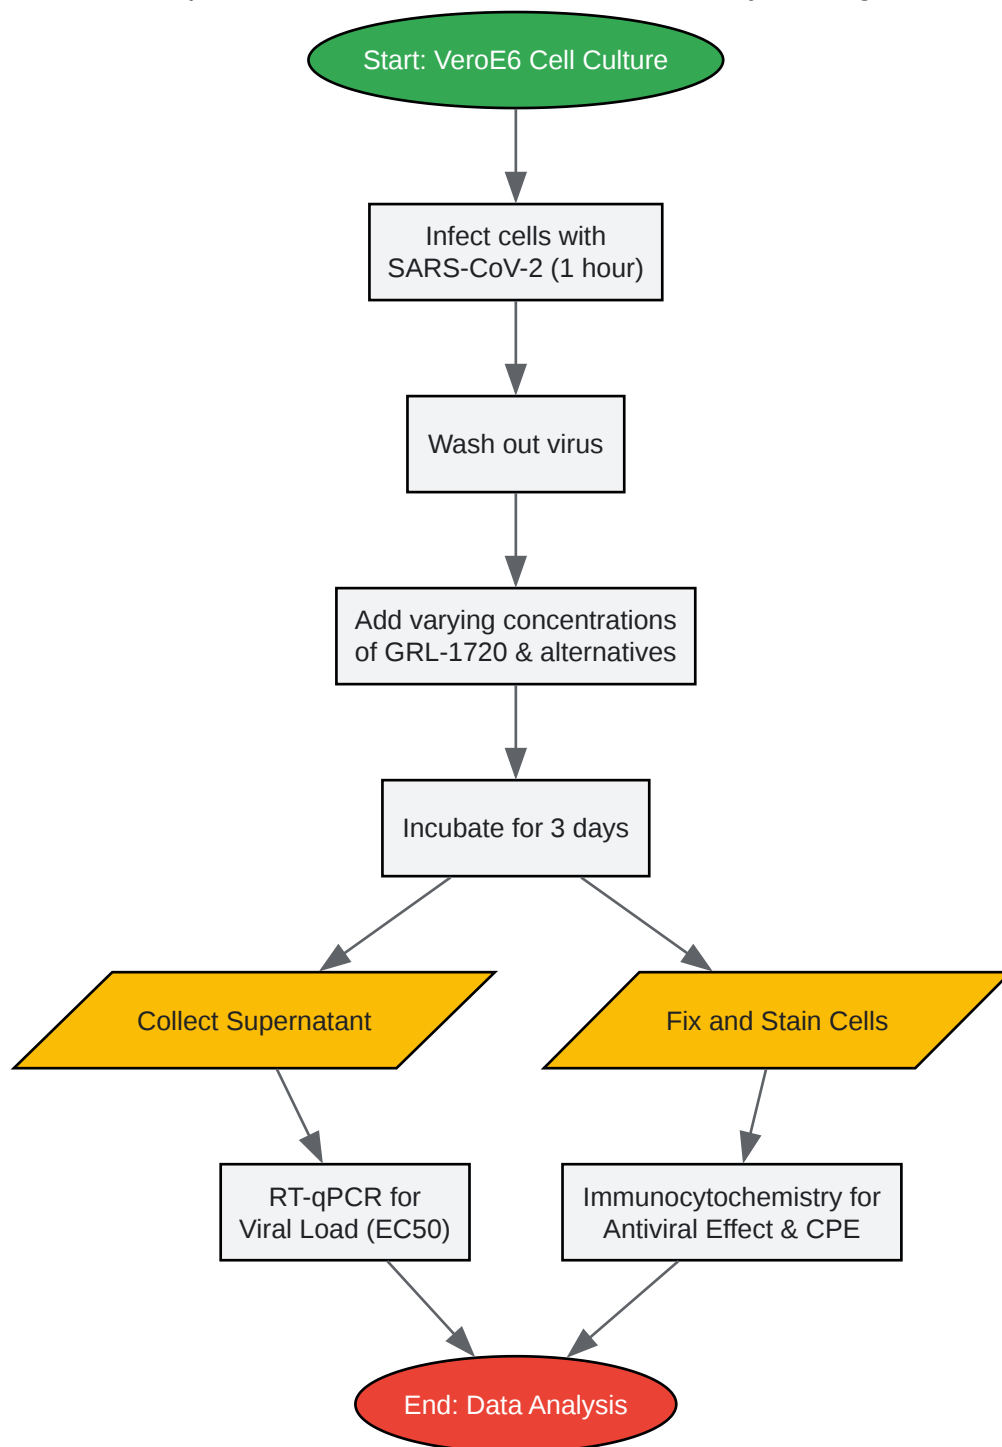 Start: VeroE6 Cell Culture
Infect cells with
SARS-CoV-2 (1 hour)
Wash out virus
Add varying concentrations
of GRL-1720 & alternatives
Incubate for 3 days
Collect Supernatant
Fix and Stain Cells
RT-qPCR for
Viral Load (EC50)
Immunocytochemistry for
Antiviral Effect & CPE
End: Data Analysis